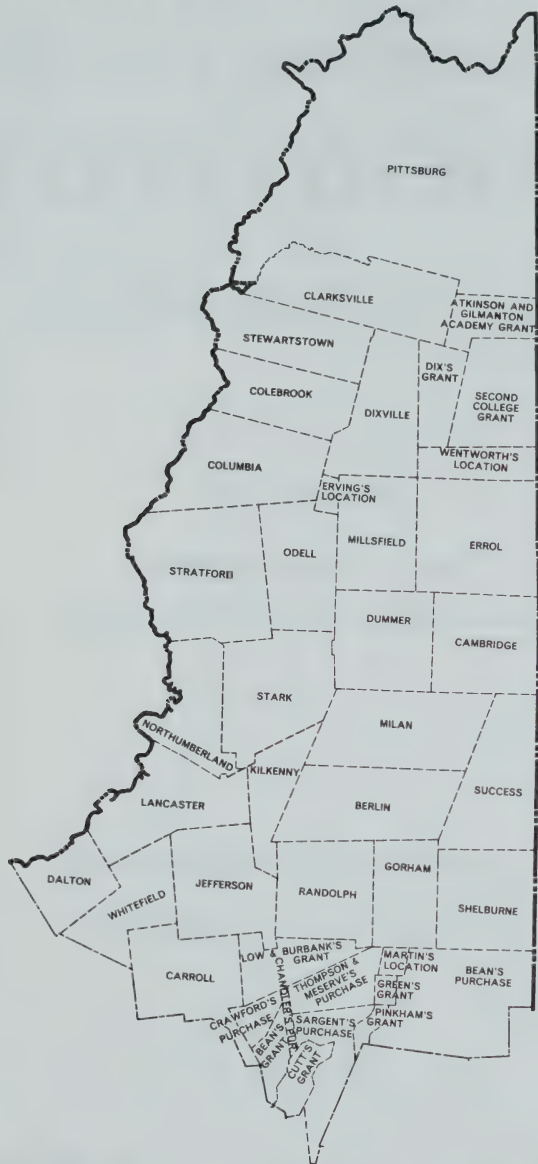 PITTSBURG
CLARKSVILLE
ATKINSON AND
GILMANTON
ACADEMY GRANT
STEWARTSTOWN
DIX'S
GRANT
SECOND
COLLEGE
GRANT
COLEBROOK
DIXVILLE
WENTWORTH'S
LOCATION
COLUMBIA
ERVING'S
LOCATION
MILLSFIELD
ERROL
ODELL
STRATFORD
DUMMER
CAMBRIDGE
STARK
MILAN
NORTHUMBERLAND
KILKENNY
SUCCESS
LANCASTER
BERLIN
DALTON
WHITEFIELD
JEFFERSON
RANDOLPH
GORHAM
SHELBURNE
CARROLL
LOW & BURBANK'S
GRANT
CHANDLER'S PUR.
THOMPSON &
MESERVE'S
PURCHASE
MARTIN'S
LOCATION
BEAN'S
PURCHASE
GREEN'S
GRANT
CRAWFORD'S
PURCHASE
BEAN'S
GRANT
SARGENT'S
PURCHASE
PINKHAM'S
GRANT
CUTT'S
GRANT